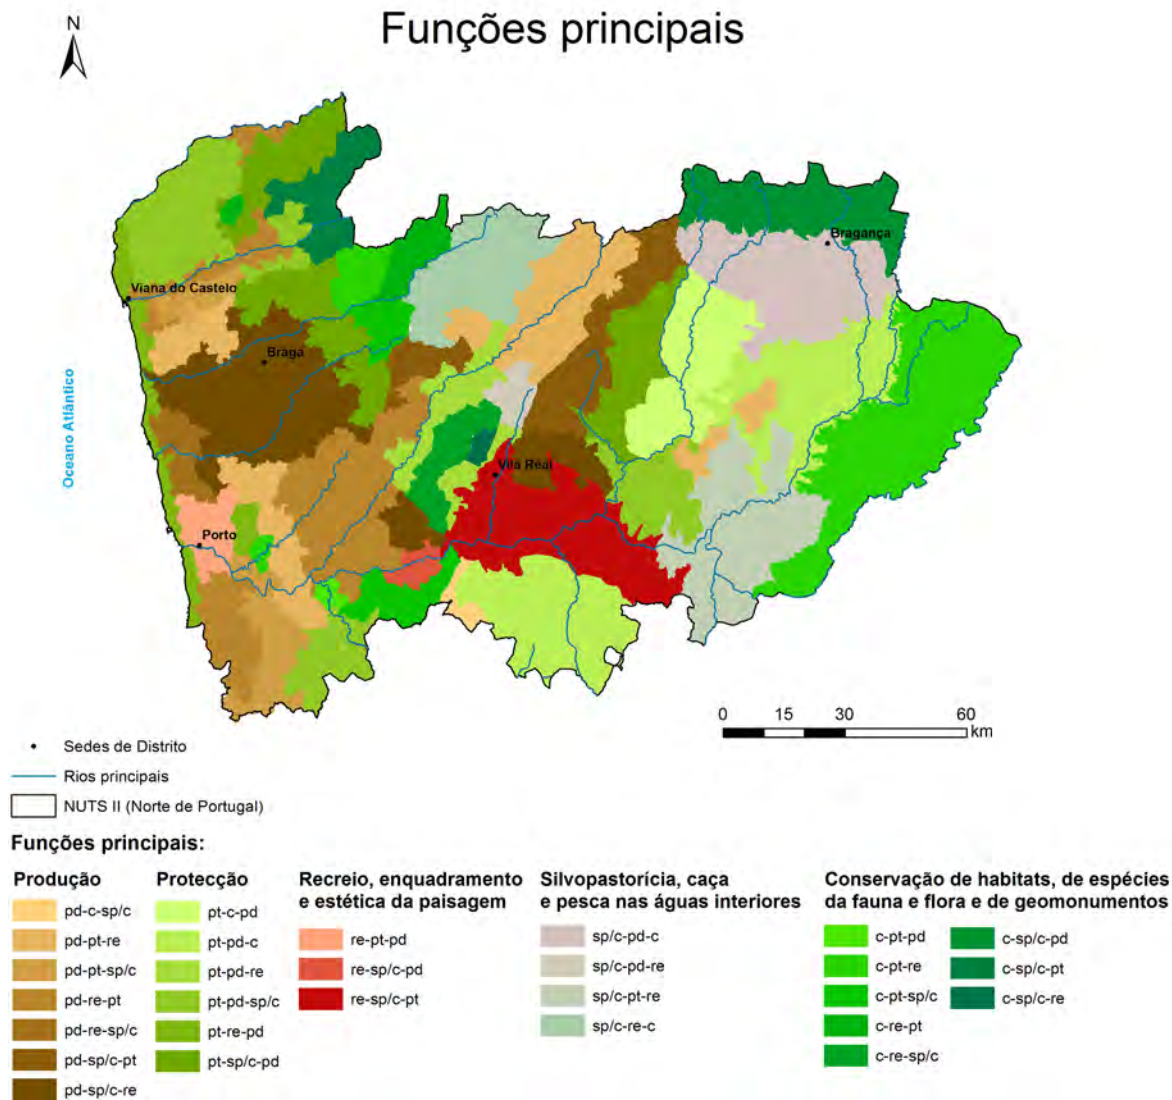 Funções principais
N
Bragança
Viana do Castelo
Braga
Oceano Atlântico
Vila Real
Porto
0 15 30 60
km
Sedes de Distrito
Rios principais
NUTS II (Norte de Portugal)
Funções principais:
Produção
pd-c-sp/c
pd-pt-re
pd-pt-sp/c
pd-re-pt
pd-re-sp/c
pd-sp/c-pt
pd-sp/c-re
Protecção
pt-c-pd
pt-pd-c
pt-pd-re
pt-pd-sp/c
pt-re-pd
pt-sp/c-pd
Recreio, enquadramento
e estética da paisagem
re-pt-pd
re-sp/c-pd
re-sp/c-pt
Silvopastorícia, caça
e pesca nas águas interiores
sp/c-pd-c
sp/c-pd-re
sp/c-pt-re
sp/c-re-c
Conservação de habitats, de espécies
da fauna e flora e de geomonumentos
c-pt-pd
c-pt-re
c-pt-sp/c
c-re-pt
c-re-sp/c
c-sp/c-pd
c-sp/c-pt
c-sp/c-re